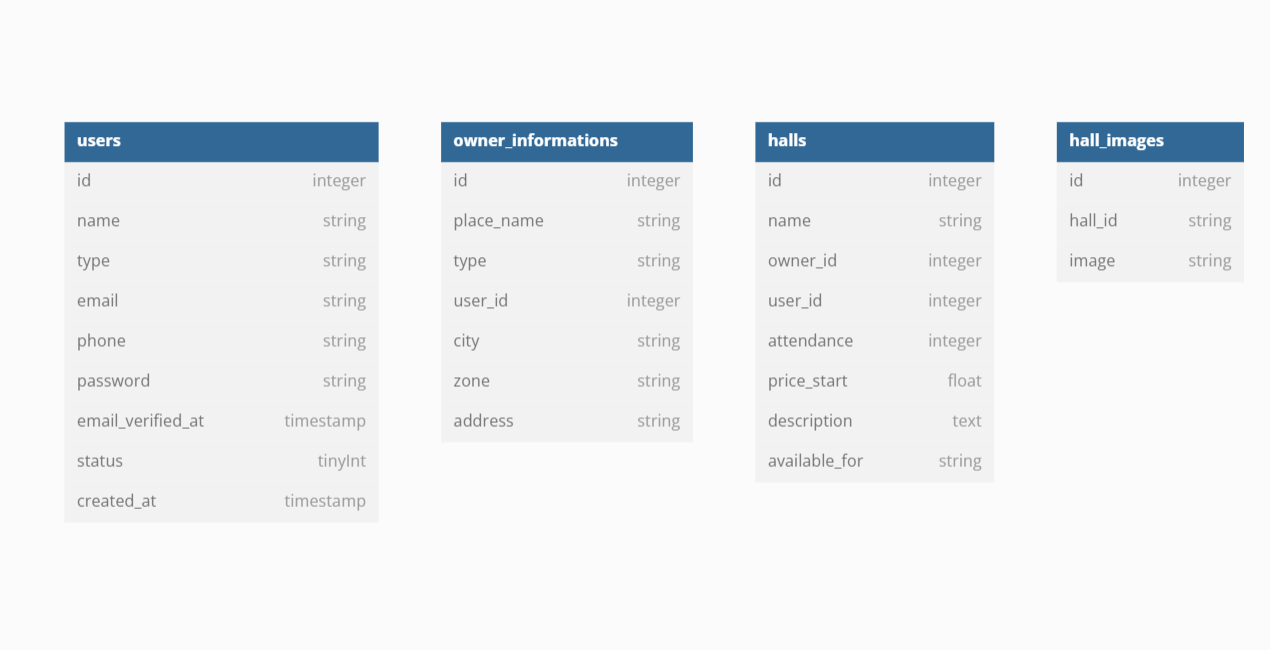 users
id integer
name string
type string
email string
phone string
password string
email_verified_at timestamp
status tinyInt
created_at timestamp
owner_informations
id integer
place_name string
type string
user_id integer
city string
zone string
address string
halls
id integer
name string
owner_id integer
user_id integer
attendance integer
price_start float
description text
available_for string
hall_images
id integer
hall_id string
image string